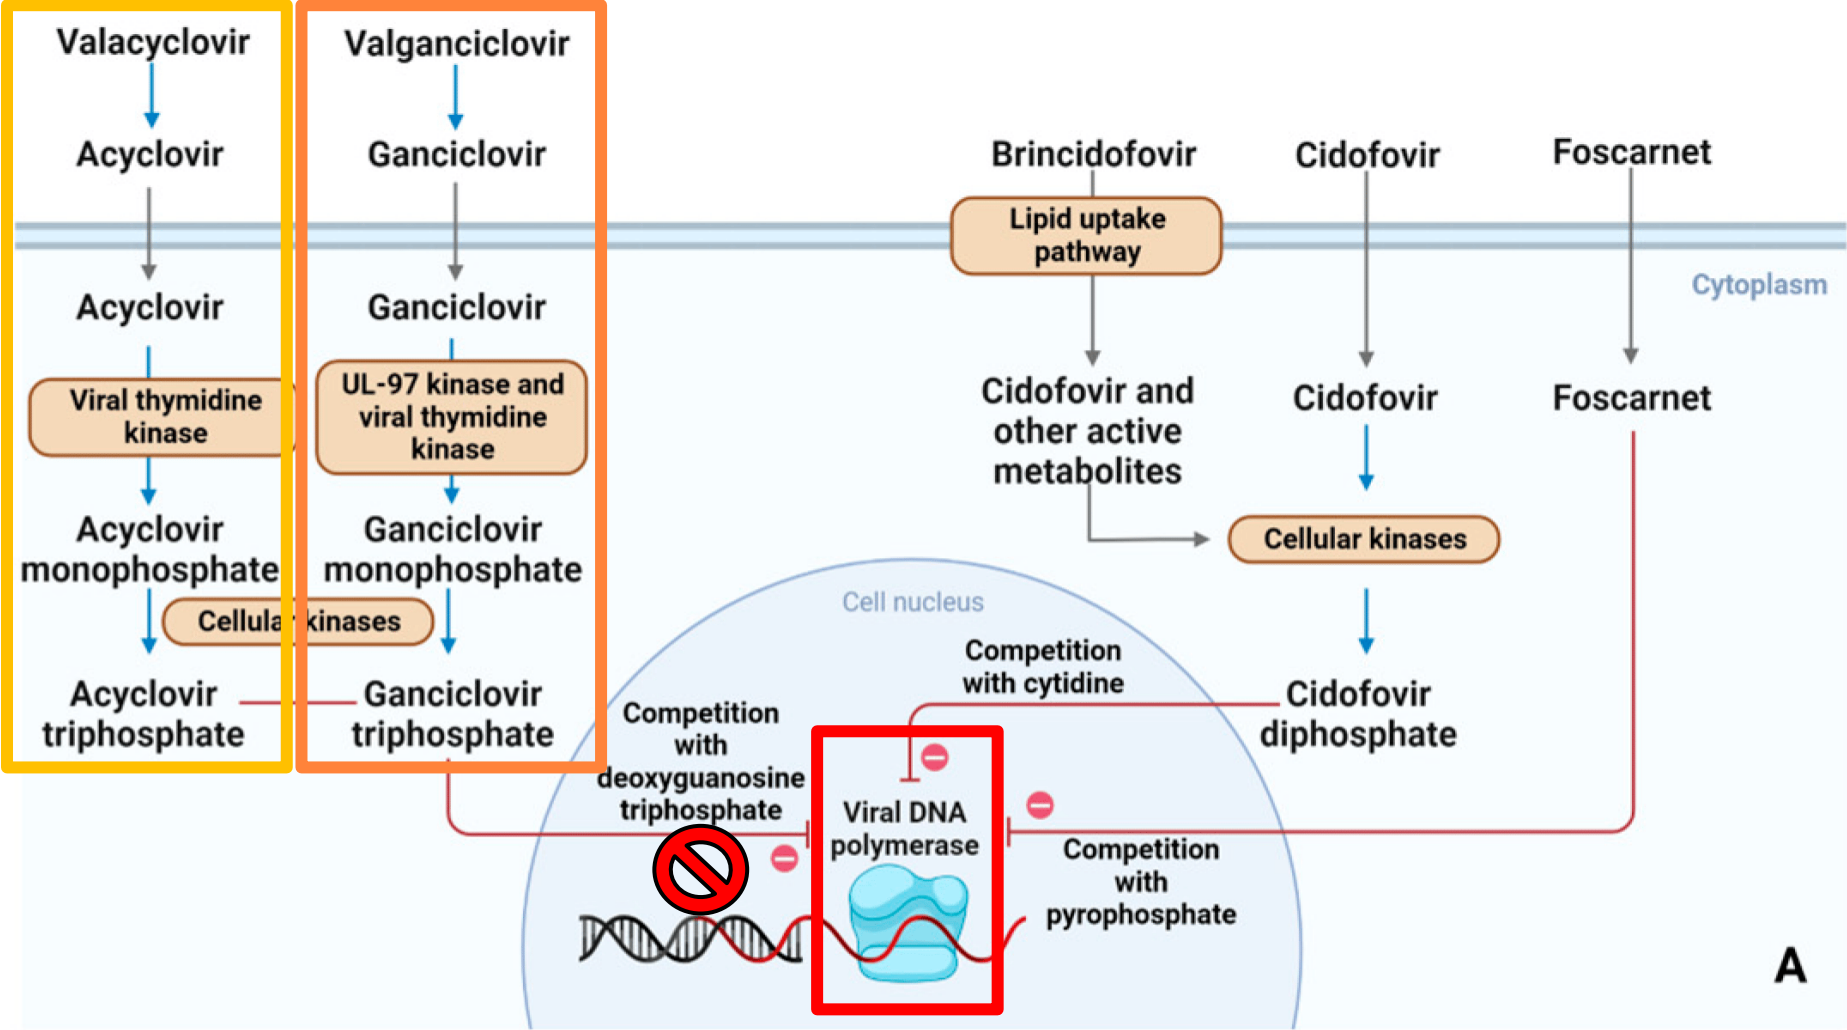 Valacyclovir
Acyclovir
Acyclovir
Viral thymidine
kinase
Acyclovir
monophosphate
Cellular kinases
Acyclovir
triphosphate
Valganciclovir
Ganciclovir
Ganciclovir
UL-97 kinase and
viral thymidine
kinase
Ganciclovir
monophosphate
Ganciclovir
triphosphate
Brincidofovir
Lipid uptake
pathway
Cidofovir and
other active
metabolites
Cidofovir
Cidofovir
Cellular kinases
Cidofovir
diphosphate
Foscarnet
Foscarnet
Cytoplasm
Cell nucleus
Competition
with cytidine
Competition
with
deoxyguanosine
triphosphate
Viral DNA
polymerase
Competition
with
pyrophosphate
A